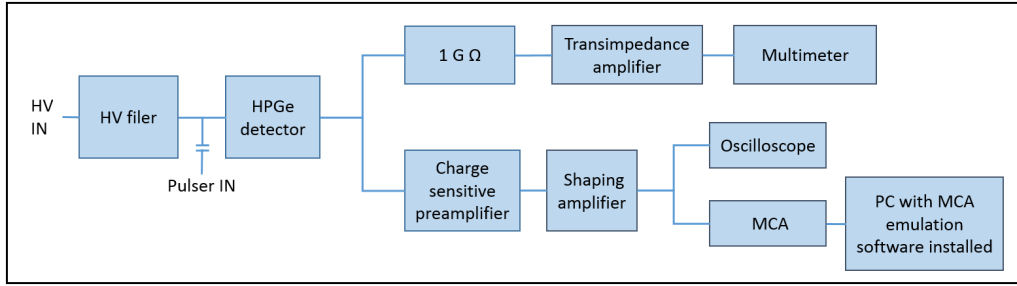 HV
IN
HV filer
Pulser IN
HPGe
detector
1 G Ω
Transimpedance
amplifier
Multimeter
Charge
sensitive
preamplifier
Shaping
amplifier
Oscilloscope
MCA
PC with MCA
emulation
software installed